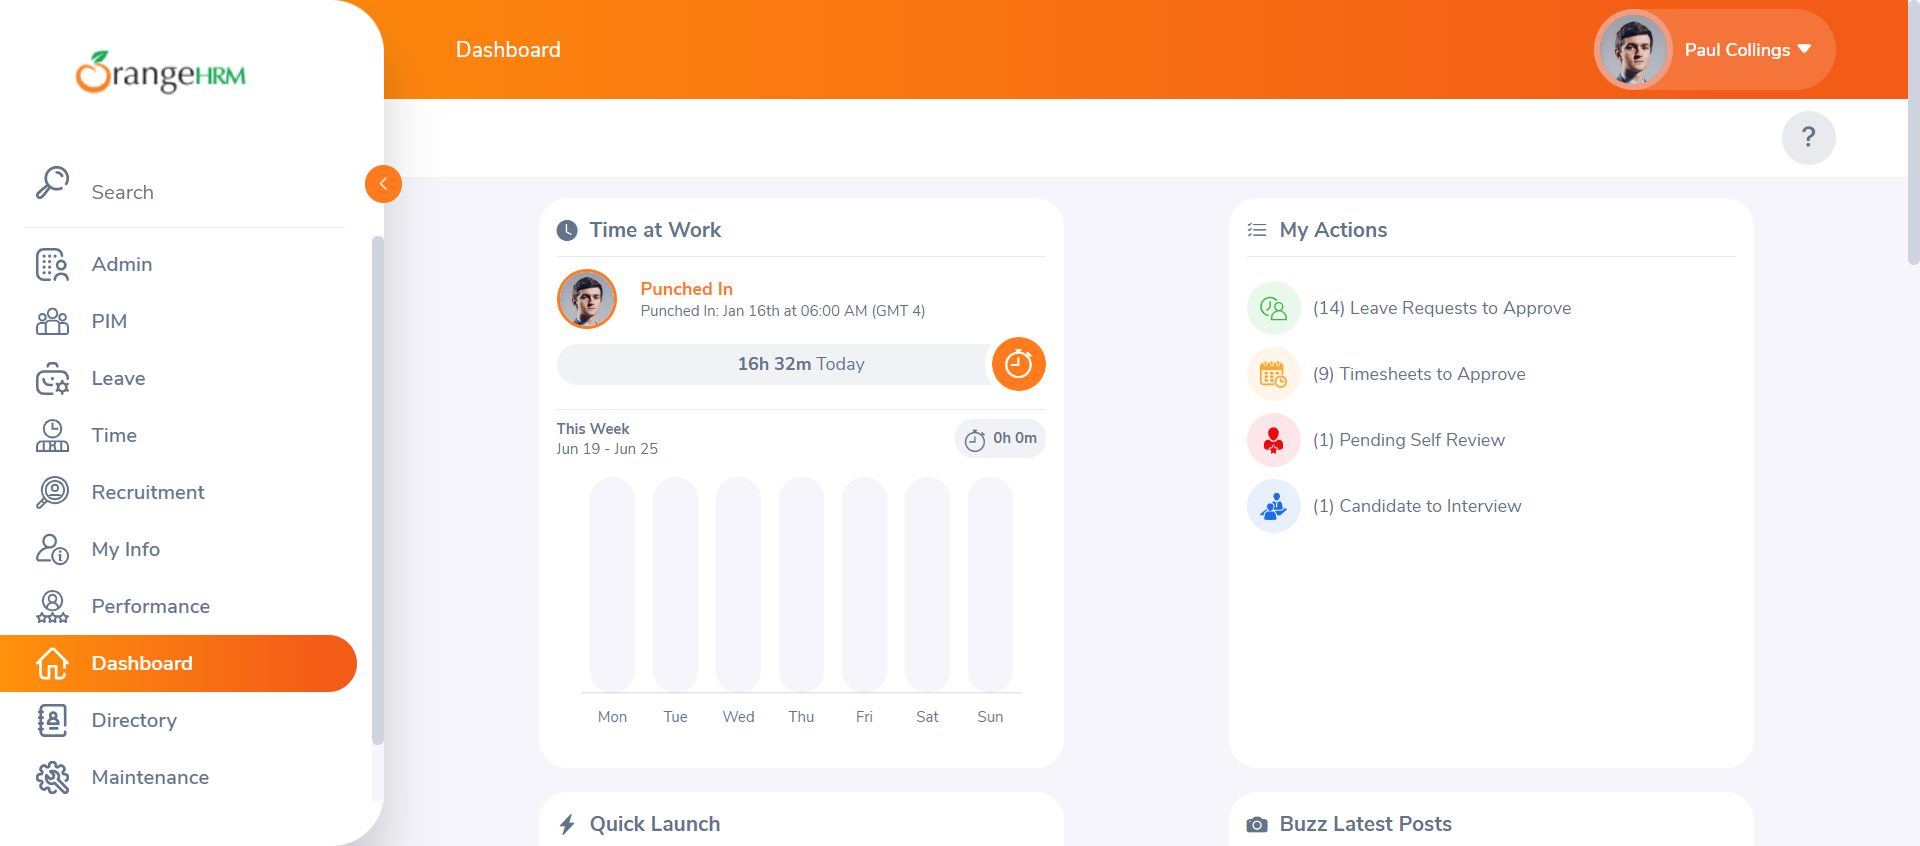 OrangeHRM
Dashboard
Paul Collings
?
Search
Admin
PIM
Leave
Time
Recruitment
My Info
Performance
Dashboard
Directory
Maintenance
Time at Work
Punched In
Punched In: Jan 16th at 06:00 AM (GMT 4)
16h 32m Today
This Week
Jun 19 - Jun 25
0h 0m
Mon Tue Wed Thu Fri Sat Sun
My Actions
(14) Leave Requests to Approve
(9) Timesheets to Approve
(1) Pending Self Review
(1) Candidate to Interview
Quick Launch
Buzz Latest Posts